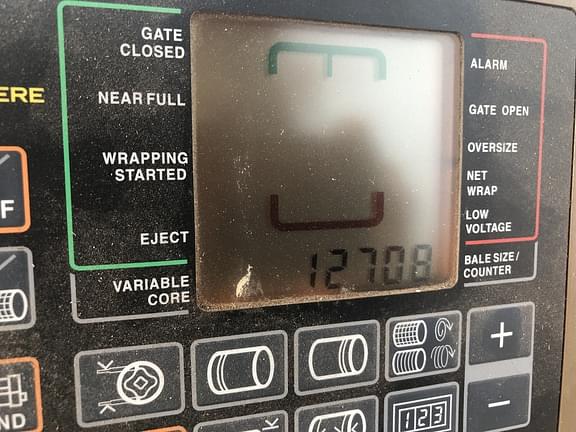 GATE
CLOSED
NEAR FULL
WRAPPING
STARTED
EJECT
VARIABLE
CORE
ERE
F
ND
12708
ALARM
GATE OPEN
OVERSIZE
NET
WRAP
LOW
VOLTAGE
BALE SIZE/
COUNTER
+
−
123